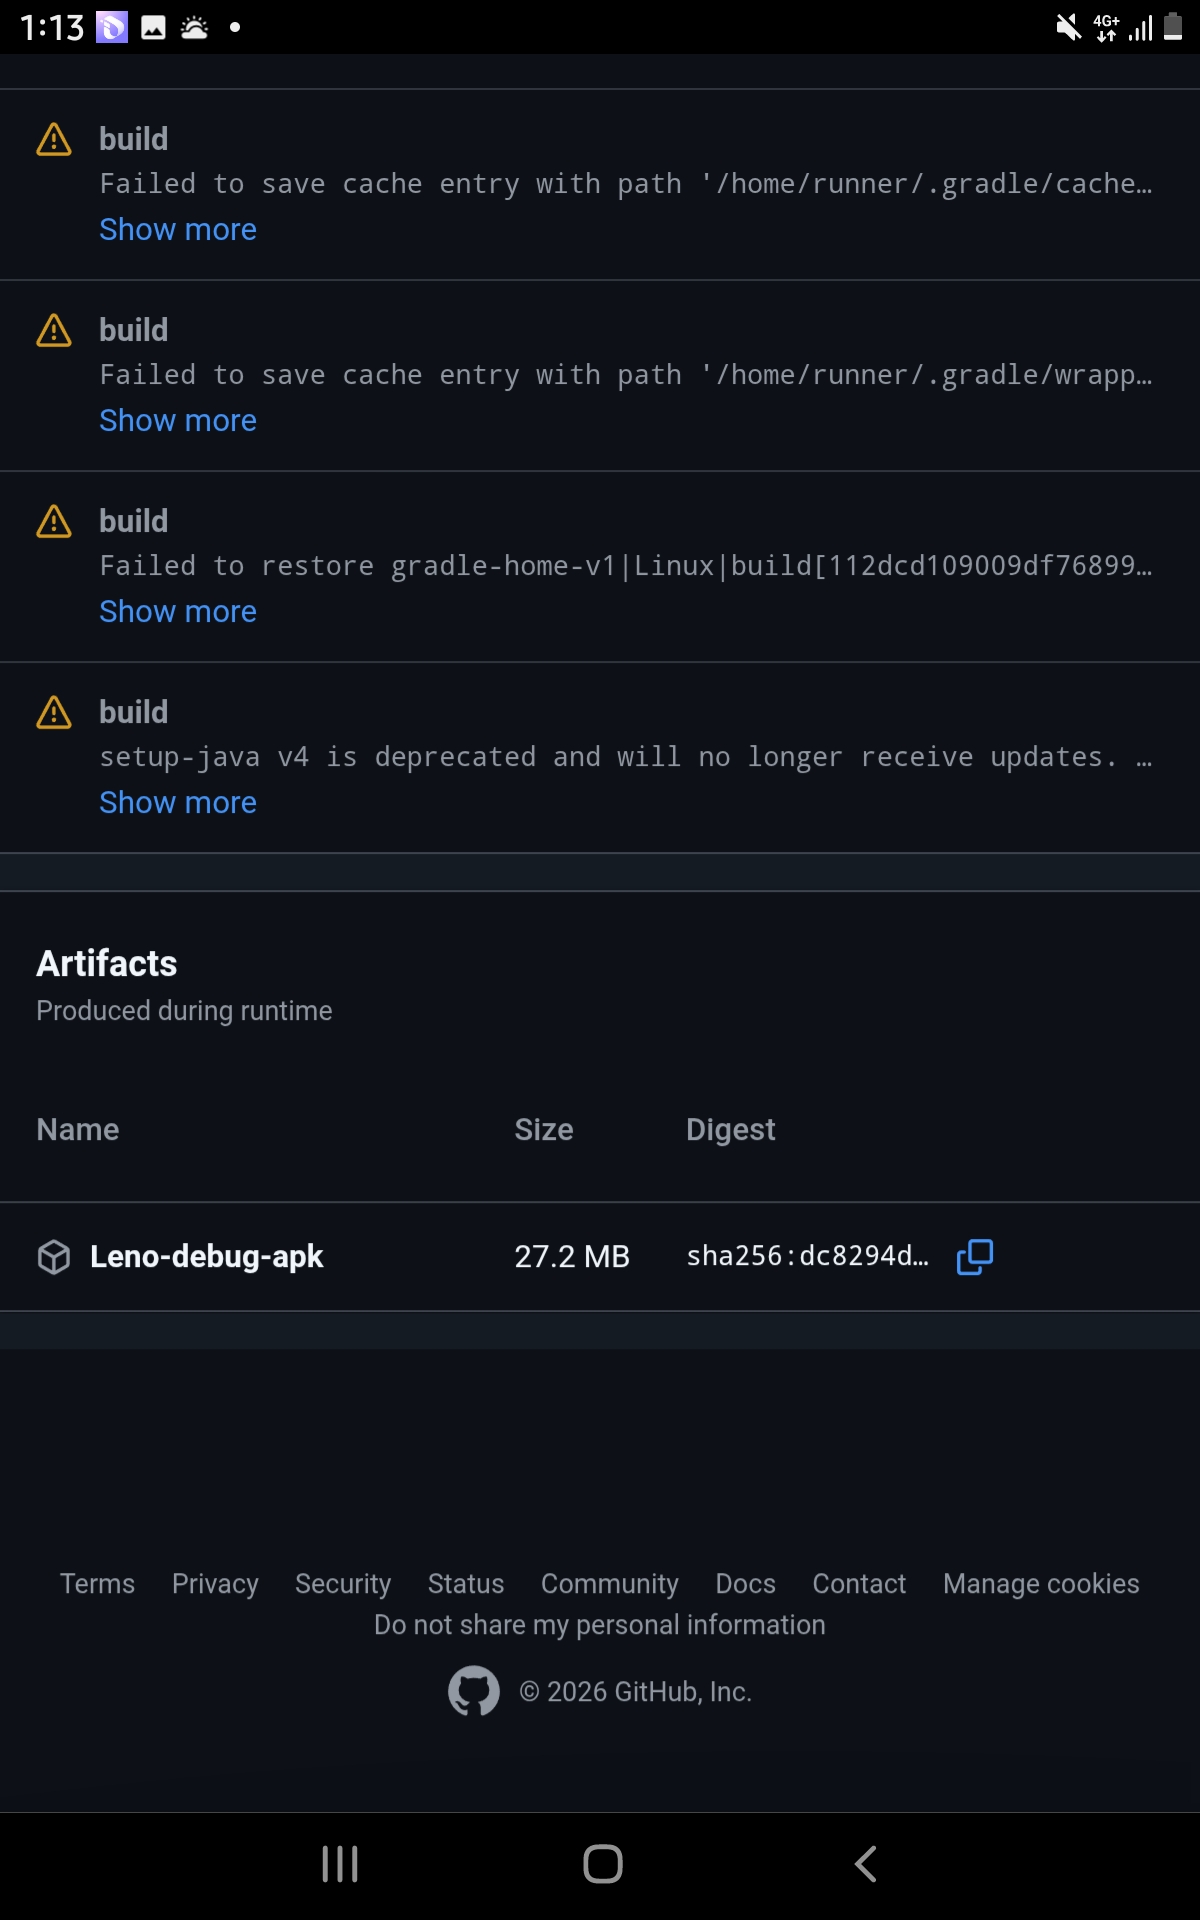 1:13
4G+
build
Failed to save cache entry with path '/home/runner/.gradle/cache…
Show more
build
Failed to save cache entry with path '/home/runner/.gradle/wrapp…
Show more
build
Failed to restore gradle-home-v1|Linux|build[112dcd109009df76899…
Show more
build
setup-java v4 is deprecated and will no longer receive updates. …
Show more
Artifacts
Produced during runtime
Name Size Digest
Leno-debug-apk 27.2 MB sha256:dc8294d…
Terms Privacy Security Status Community Docs Contact Manage cookies
Do not share my personal information
© 2026 GitHub, Inc.